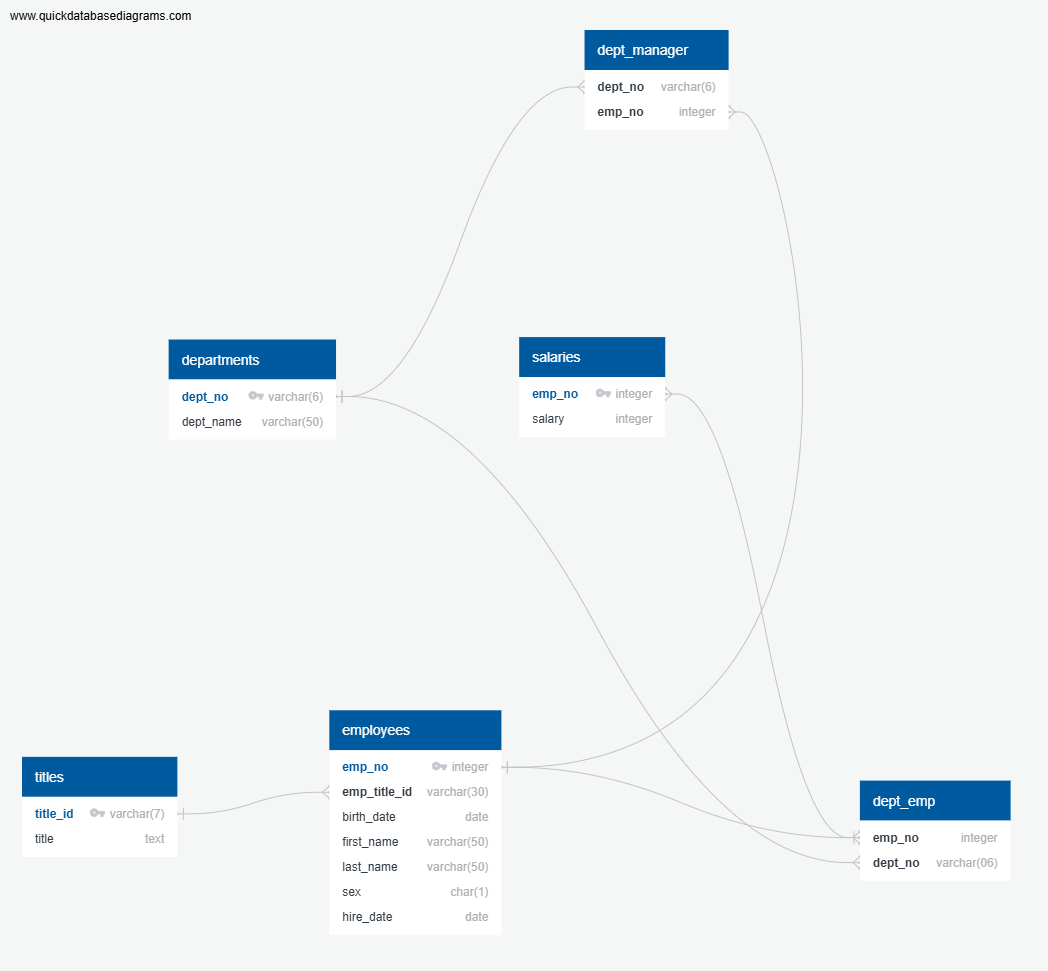 www.quickdatabasediagrams.com
dept_manager
dept_no varchar(6)
emp_no integer
departments
dept_no varchar(6)
dept_name varchar(50)
salaries
emp_no integer
salary integer
employees
emp_no integer
emp_title_id varchar(30)
birth_date date
first_name varchar(50)
last_name varchar(50)
sex char(1)
hire_date date
titles
title_id varchar(7)
title text
dept_emp
emp_no integer
dept_no varchar(06)